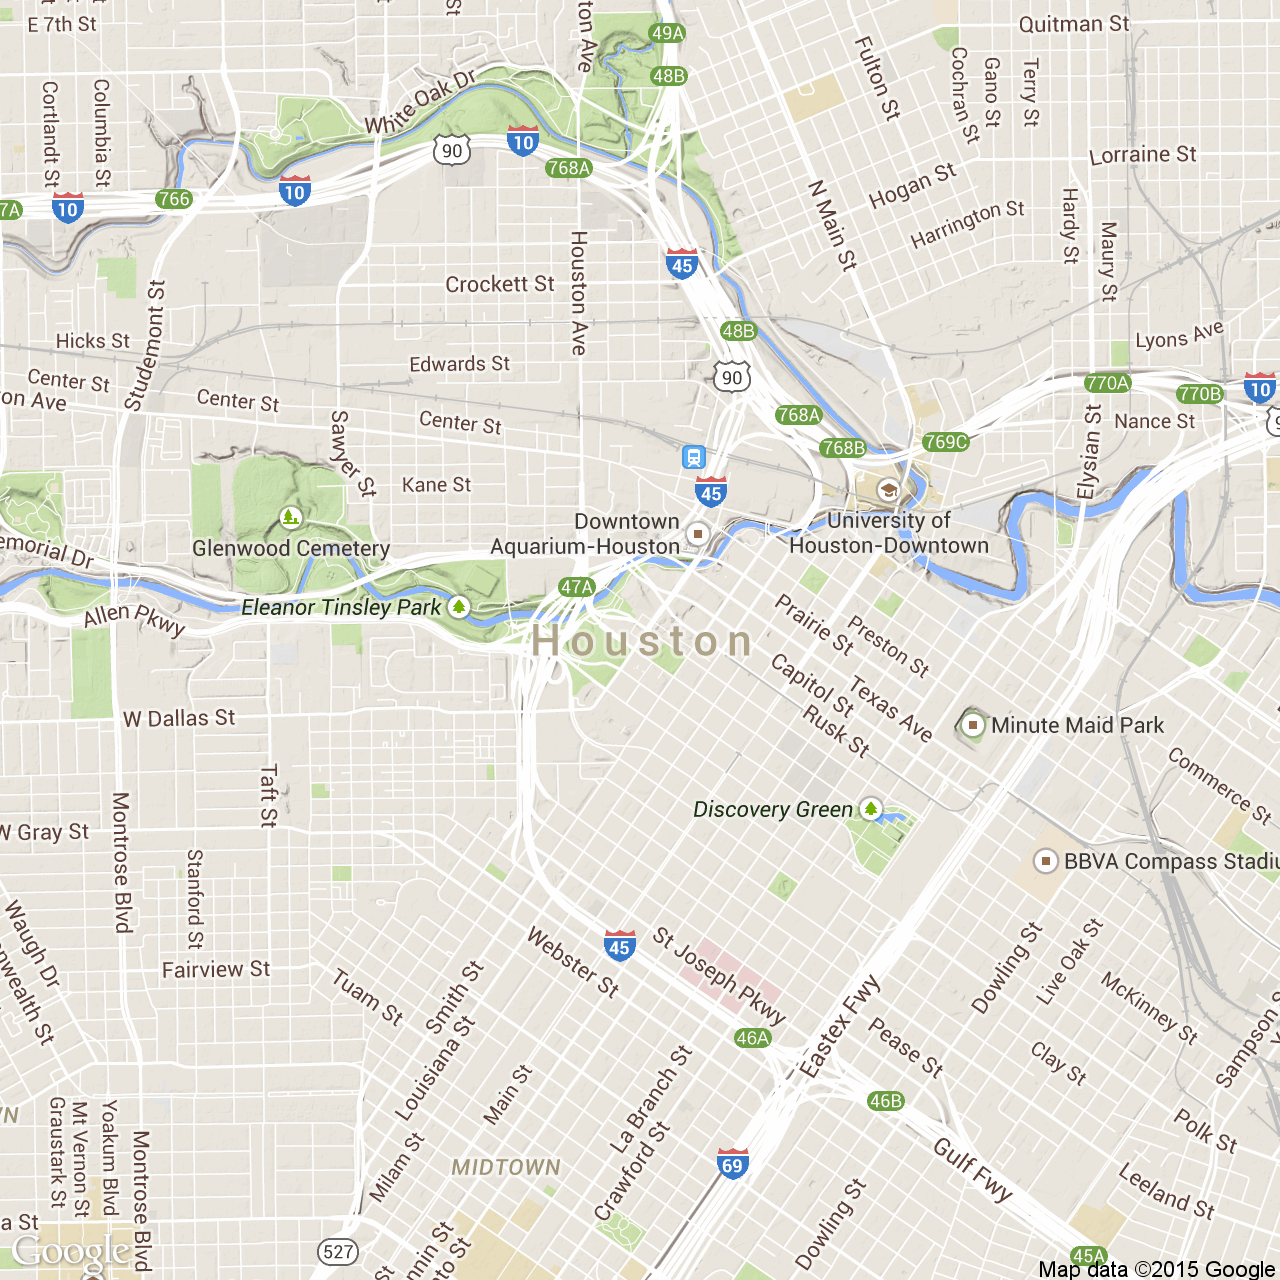 E 7th St
49A
Quitman St
48B
Houston Ave
Fulton St
Cochran St
Gano St
Terry St
White Oak Dr
Cortlandt St
Columbia St
90
10
768A
Lorraine St
Hogan St
Harrington St
N Main St
Hardy St
Maury St
766
10
10
7A
45
Crockett St
Studemont St
Hicks St
48B
Lyons Ave
Edwards St
Center St
on Ave
Center St
Center St
Sawyer St
90
770A
770B
10
768A
768B
769C
Nance St
Elysian St
9
Kane St
45
Downtown
Aquarium-Houston
University of
Houston-Downtown
Glenwood Cemetery
emorial Dr
47A
Allen Pkwy
Eleanor Tinsley Park
Houston
Prairie St
Preston St
Capitol St
Texas Ave
Rusk St
W Dallas St
Minute Maid Park
Commerce St
Taft St
Montrose Blvd
Discovery Green
W Gray St
Stanford St
BBVA Compass Stadiu
Waugh Dr
nwealth St
Fairview St
Tuam St
Smith St
Webster St
45
St Joseph Pkwy
Eastex Fwy
Dowling St
Live Oak St
McKinney St
Sampson S
Louisiana St
46A
Pease St
Clay St
Main St
La Branch St
46B
Polk St
WN
Graustark St
Mt Vernon St
Yoakum Blvd
Montrose Blvd
Milam St
MIDTOWN
Crawford St
69
Gulf Fwy
Leeland St
Dowling St
a St
Google
527
nnin St
to St
45A
Map data ©2015 Google